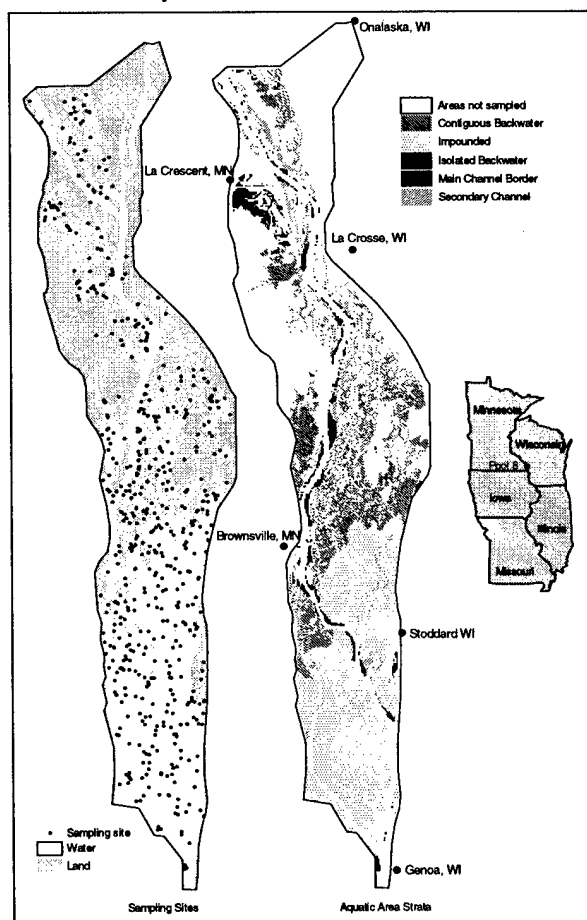 Onalaska, WI
Areas not sampled
Contiguous Backwater
Impounded
Isolated Backwater
Main Channel Border
Secondary Channel
La Crescent, MN
La Crosse, WI
Minnesota
Wisconsin
Pool 8
Iowa
Illinois
Missouri
Brownsville, MN
Stoddard WI
Sampling site
Water
Land
Genoa, WI
Sampling Sites
Aquatic Area Strata